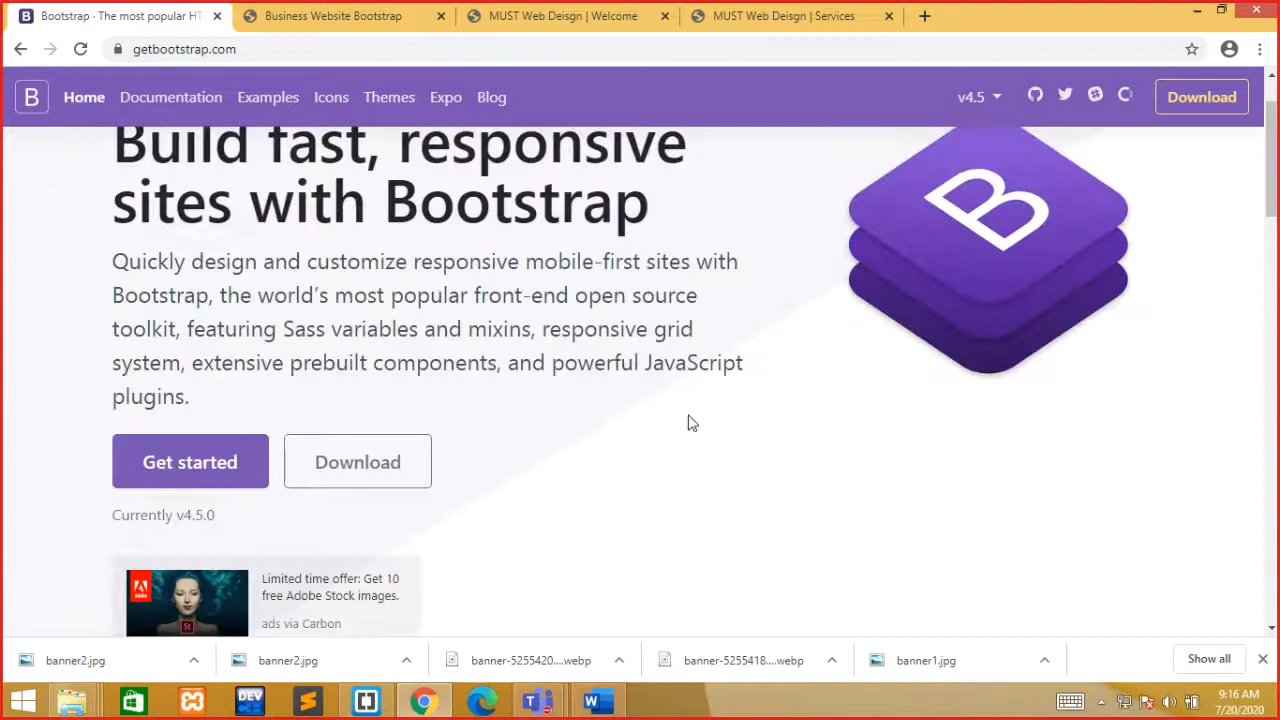 Bootstrap - The most popular HT
Business Website Bootstrap
MUST Web Deisgn | Welcome
MUST Web Deisgn | Services
getbootstrap.com
B Home Documentation Examples Icons Themes Expo Blog v4.5 Download
Build fast, responsive
sites with Bootstrap
B
Quickly design and customize responsive mobile-first sites with
Bootstrap, the world’s most popular front-end open source
toolkit, featuring Sass variables and mixins, responsive grid
system, extensive prebuilt components, and powerful JavaScript
plugins.
Get started Download
Currently v4.5.0
Limited time offer: Get 10
free Adobe Stock images.
ads via Carbon
St
banner2.jpg banner2.jpg banner-5255420....webp banner-5255418....webp banner1.jpg Show all
DEV
9:16 AM
7/20/2020